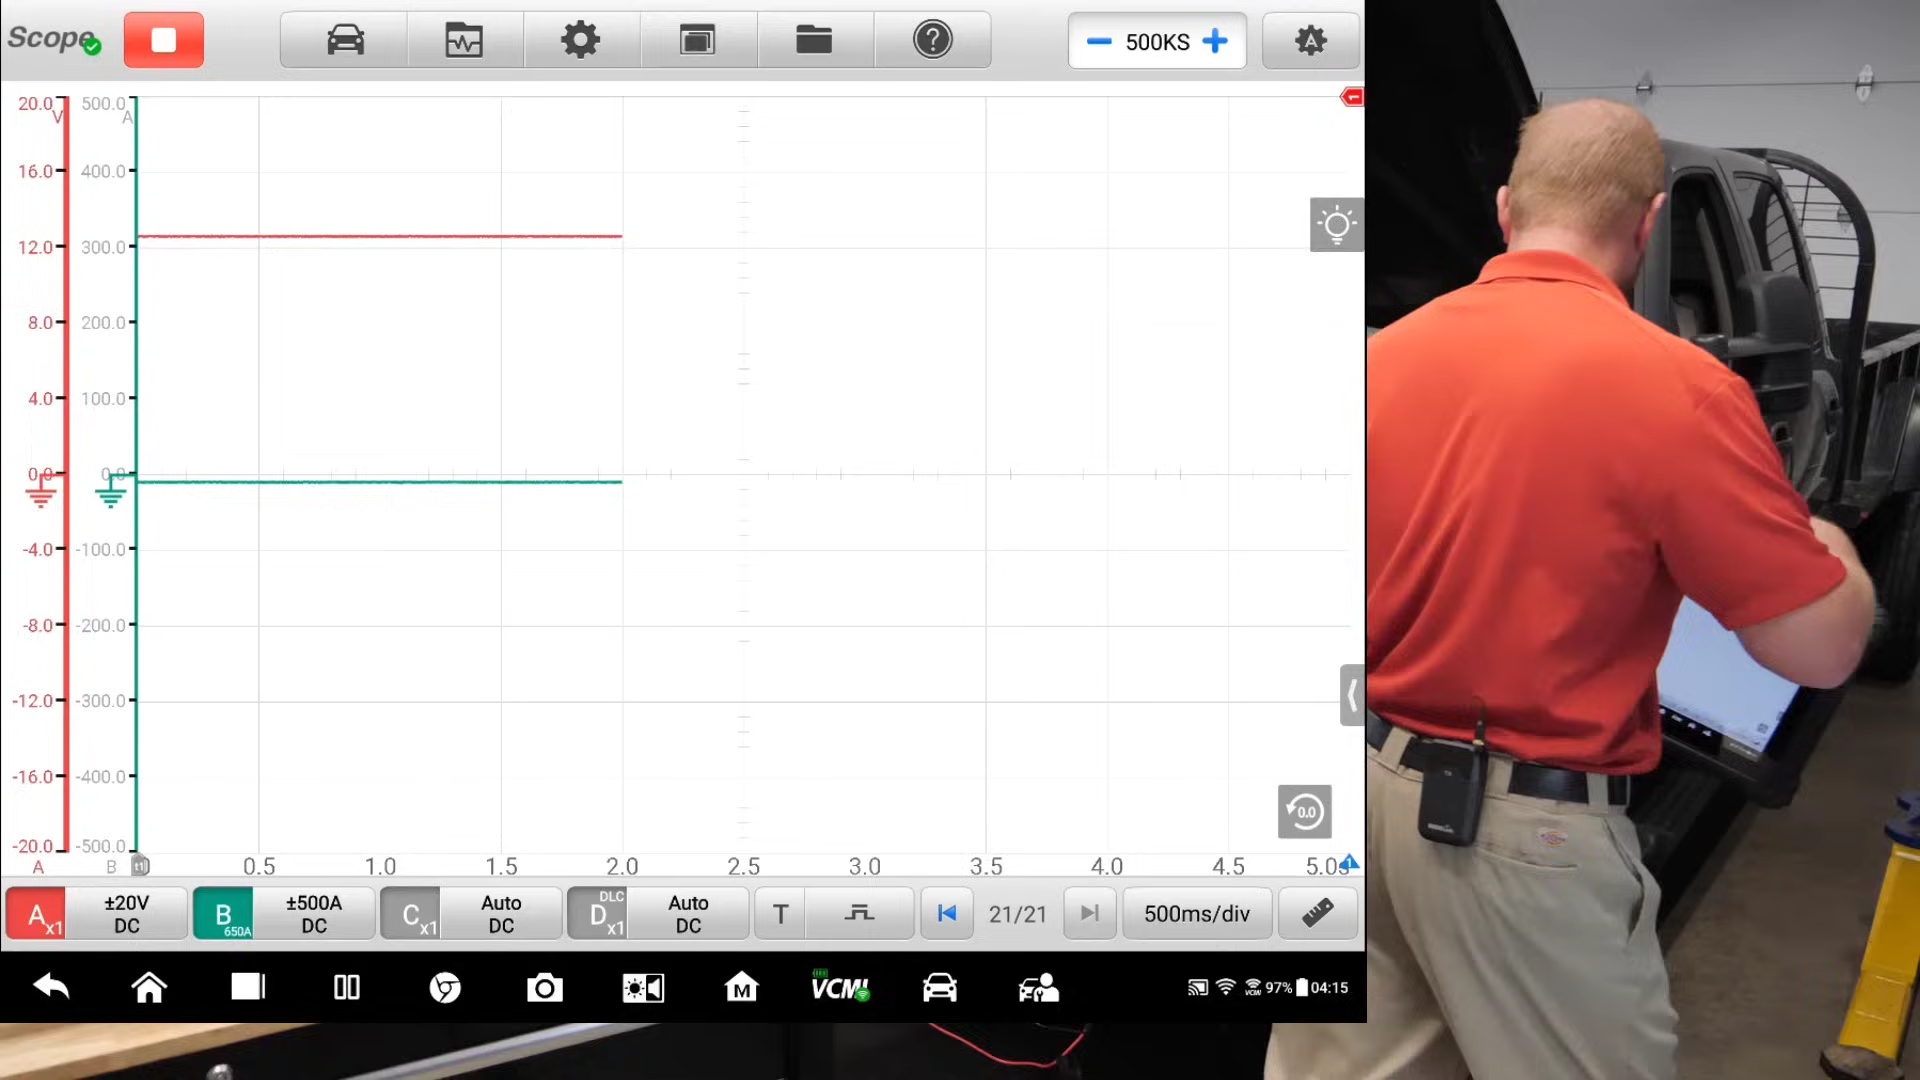 Scope
500KS
A
20.0
V
16.0
12.0
8.0
4.0
0.0
-4.0
-8.0
-12.0
-16.0
-20.0
A
500.0
A
400.0
300.0
200.0
100.0
0.0
-100.0
-200.0
-300.0
-400.0
-500.0
B
0.0
0 0.5 1.0 1.5 2.0 2.5 3.0 3.5 4.0 4.5 5.0s
A x1 ±20V DC
B 650A ±500A DC
C x1 Auto DC
DLC D x1 Auto DC
T
21/21
500ms/div
M
VCMI
VCMI 97% 04:15